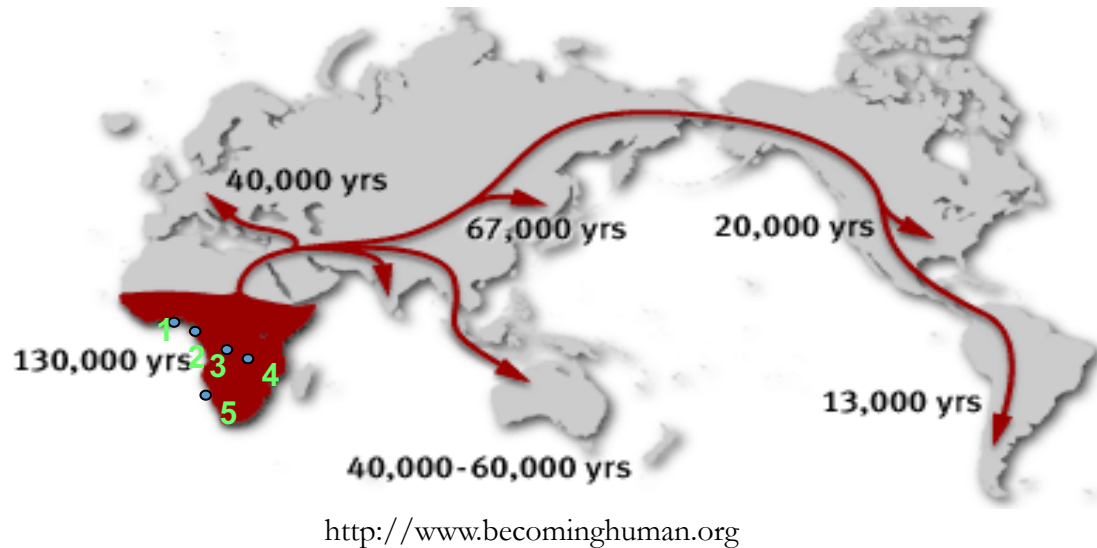 40,000 yrs
67,000 yrs
20,000 yrs
1
2
3
4
130,000 yrs
5
13,000 yrs
40,000-60,000 yrs
http://www.becominghuman.org